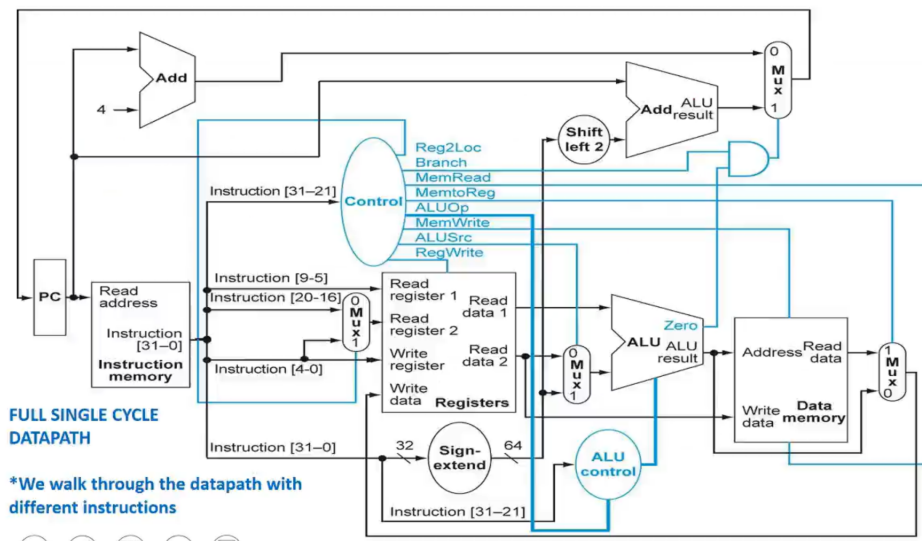 Add
4
0
Mux
1
Add ALU
result
Shift
left 2
Reg2Loc
Branch
MemRead
MemtoReg
ALUOp
MemWrite
ALUSrc
RegWrite
Control
Instruction [31–21]
PC
Read
address
Instruction
[31–0]
Instruction
memory
Instruction [9-5]
Instruction [20-16]
Instruction [4-0]
0
Mux
1
Read
register 1
Read
register 2
Write
register
Write
data
Read
data 1
Read
data 2
Registers
0
Mux
1
Zero
ALU ALU
result
Address
Read
data
Write
data
Data
memory
1
Mux
0
Instruction [31–0]
32
Sign-
extend
64
ALU
control
Instruction [31–21]
FULL SINGLE CYCLE
DATAPATH
*We walk through the datapath with
different instructions